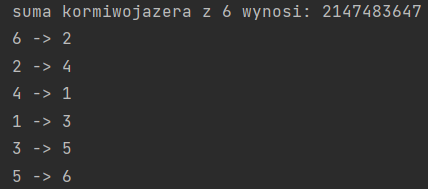 suma kormiwojazera z 6 wynosi: 2147483647
6 -> 2
2 -> 4
4 -> 1
1 -> 3
3 -> 5
5 -> 6